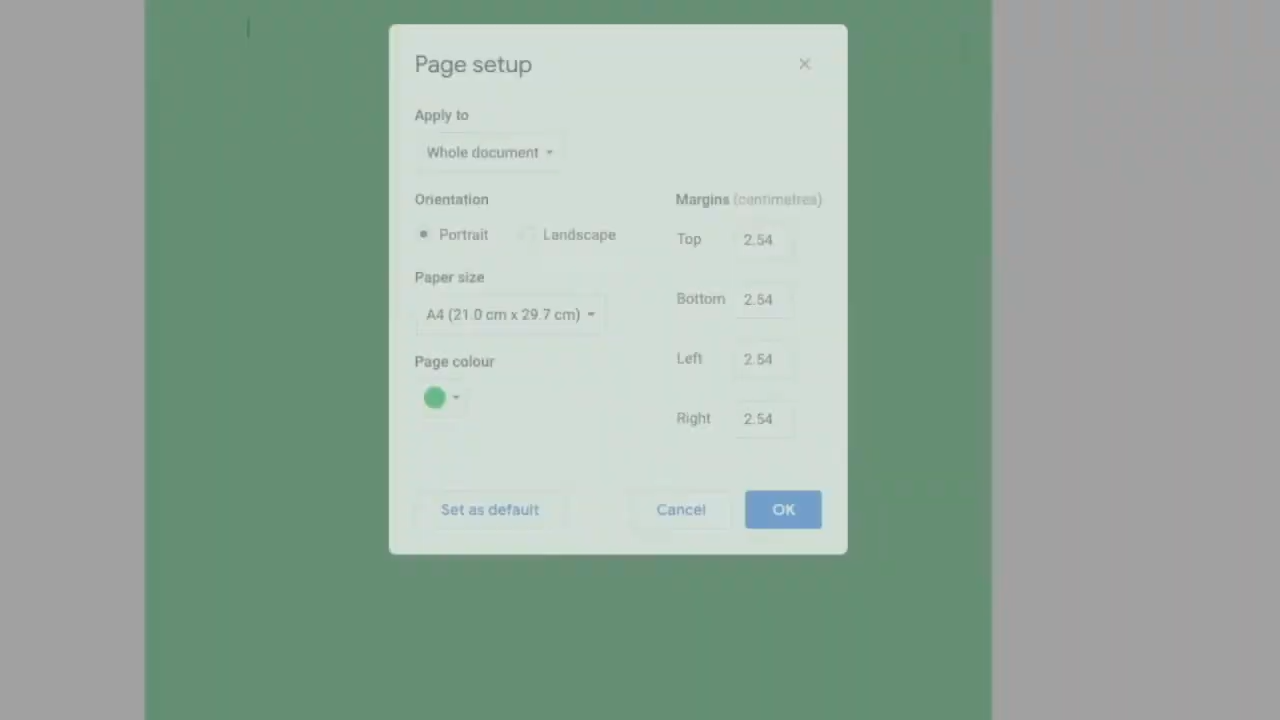 Page setup
Apply to
Whole document
Orientation
Portrait
Landscape
Paper size
A4 (21.0 cm x 29.7 cm)
Page colour
Margins (centimetres)
Top 2.54
Bottom 2.54
Left 2.54
Right 2.54
Set as default
Cancel
OK